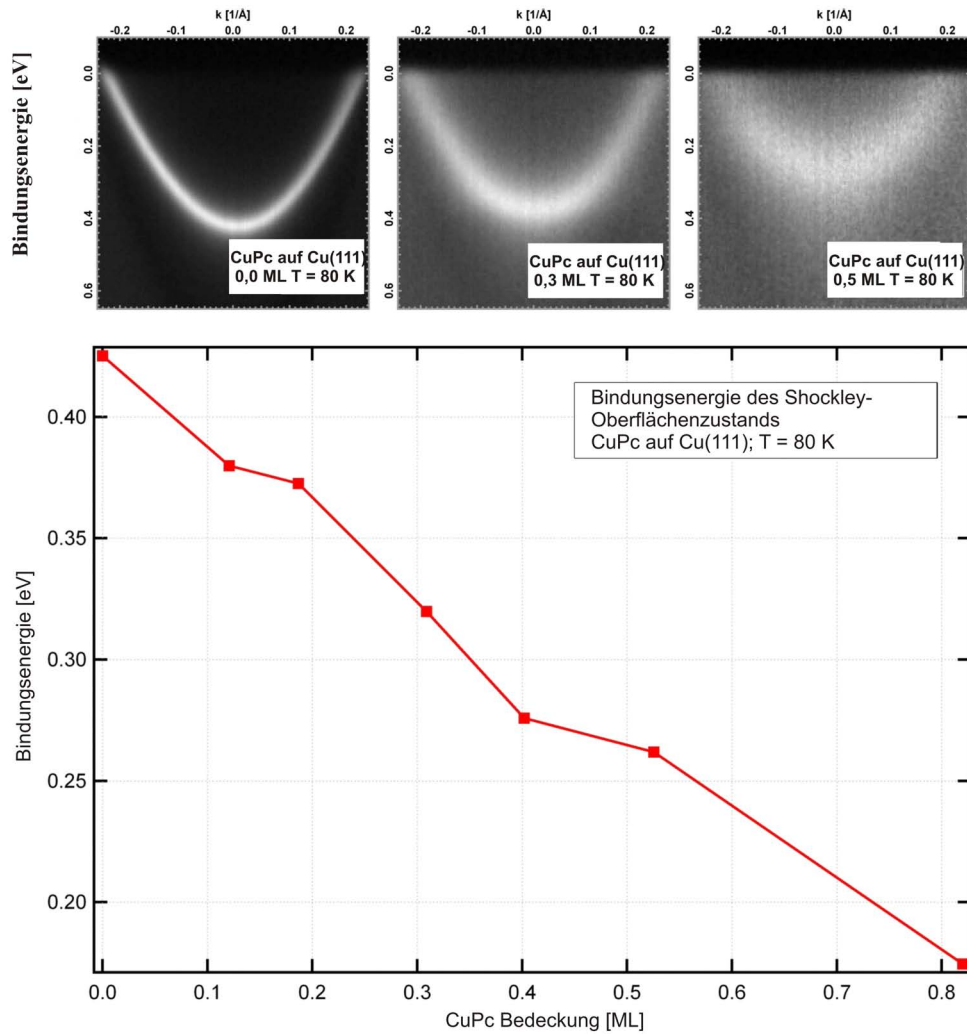 k [1/Å]
k [1/Å]
k [1/Å]
-0.2 -0.1 0.0 0.1 0.2
-0.2 -0.1 0.0 0.1 0.2
-0.2 -0.1 0.0 0.1 0.2
Bindungsenergie [eV]
0.0
0.2
0.4
0.6
CuPc auf Cu(111)
0,0 ML T = 80 K
0.0
0.2
0.4
0.6
CuPc auf Cu(111)
0,3 ML T = 80 K
0.0
0.2
0.4
0.6
CuPc auf Cu(111)
0,5 ML T = 80 K
Bindungsenergie des Shockley-
Oberflächenzustands
CuPc auf Cu(111); T = 80 K
Bindungsenergie [eV]
0.40
0.35
0.30
0.25
0.20
0.0 0.1 0.2 0.3 0.4 0.5 0.6 0.7 0.8
CuPc Bedeckung [ML]